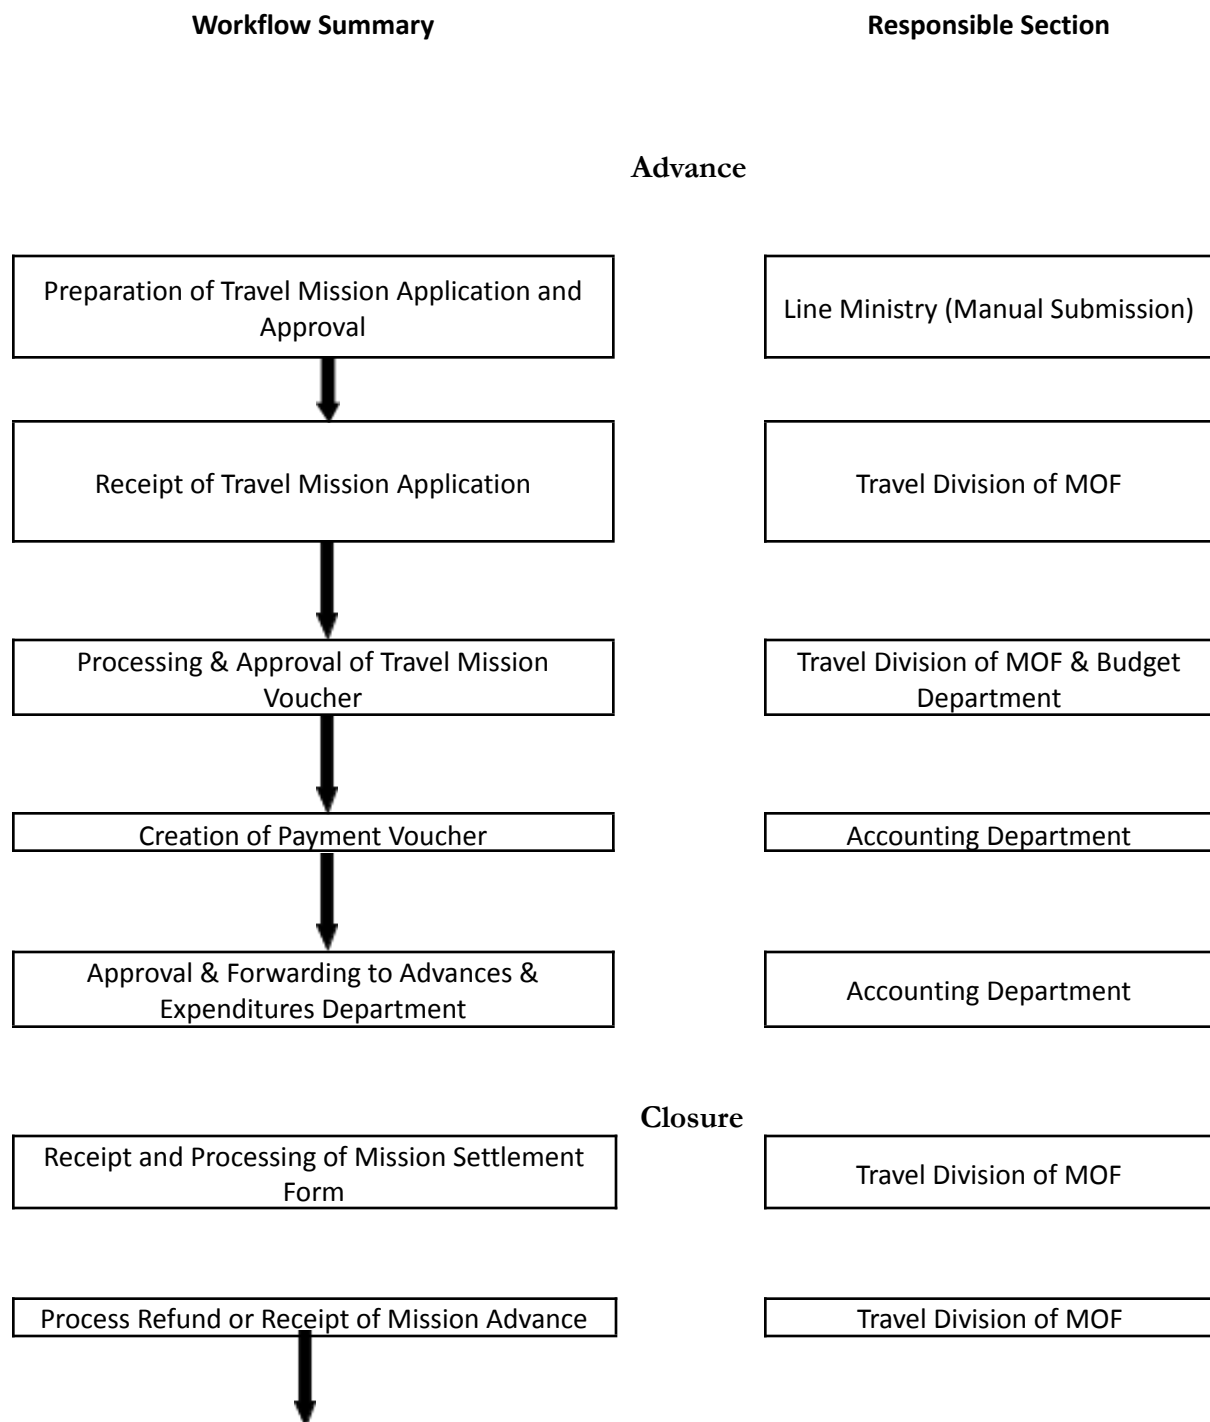 Workflow Summary
Responsible Section
Advance
Preparation of Travel Mission Application and
Approval
Line Ministry (Manual Submission)
Receipt of Travel Mission Application
Travel Division of MOF
Processing & Approval of Travel Mission
Voucher
Travel Division of MOF & Budget
Department
Creation of Payment Voucher
Accounting Department
Approval & Forwarding to Advances &
Expenditures Department
Accounting Department
Closure
Receipt and Processing of Mission Settlement
Form
Travel Division of MOF
Process Refund or Receipt of Mission Advance
Travel Division of MOF